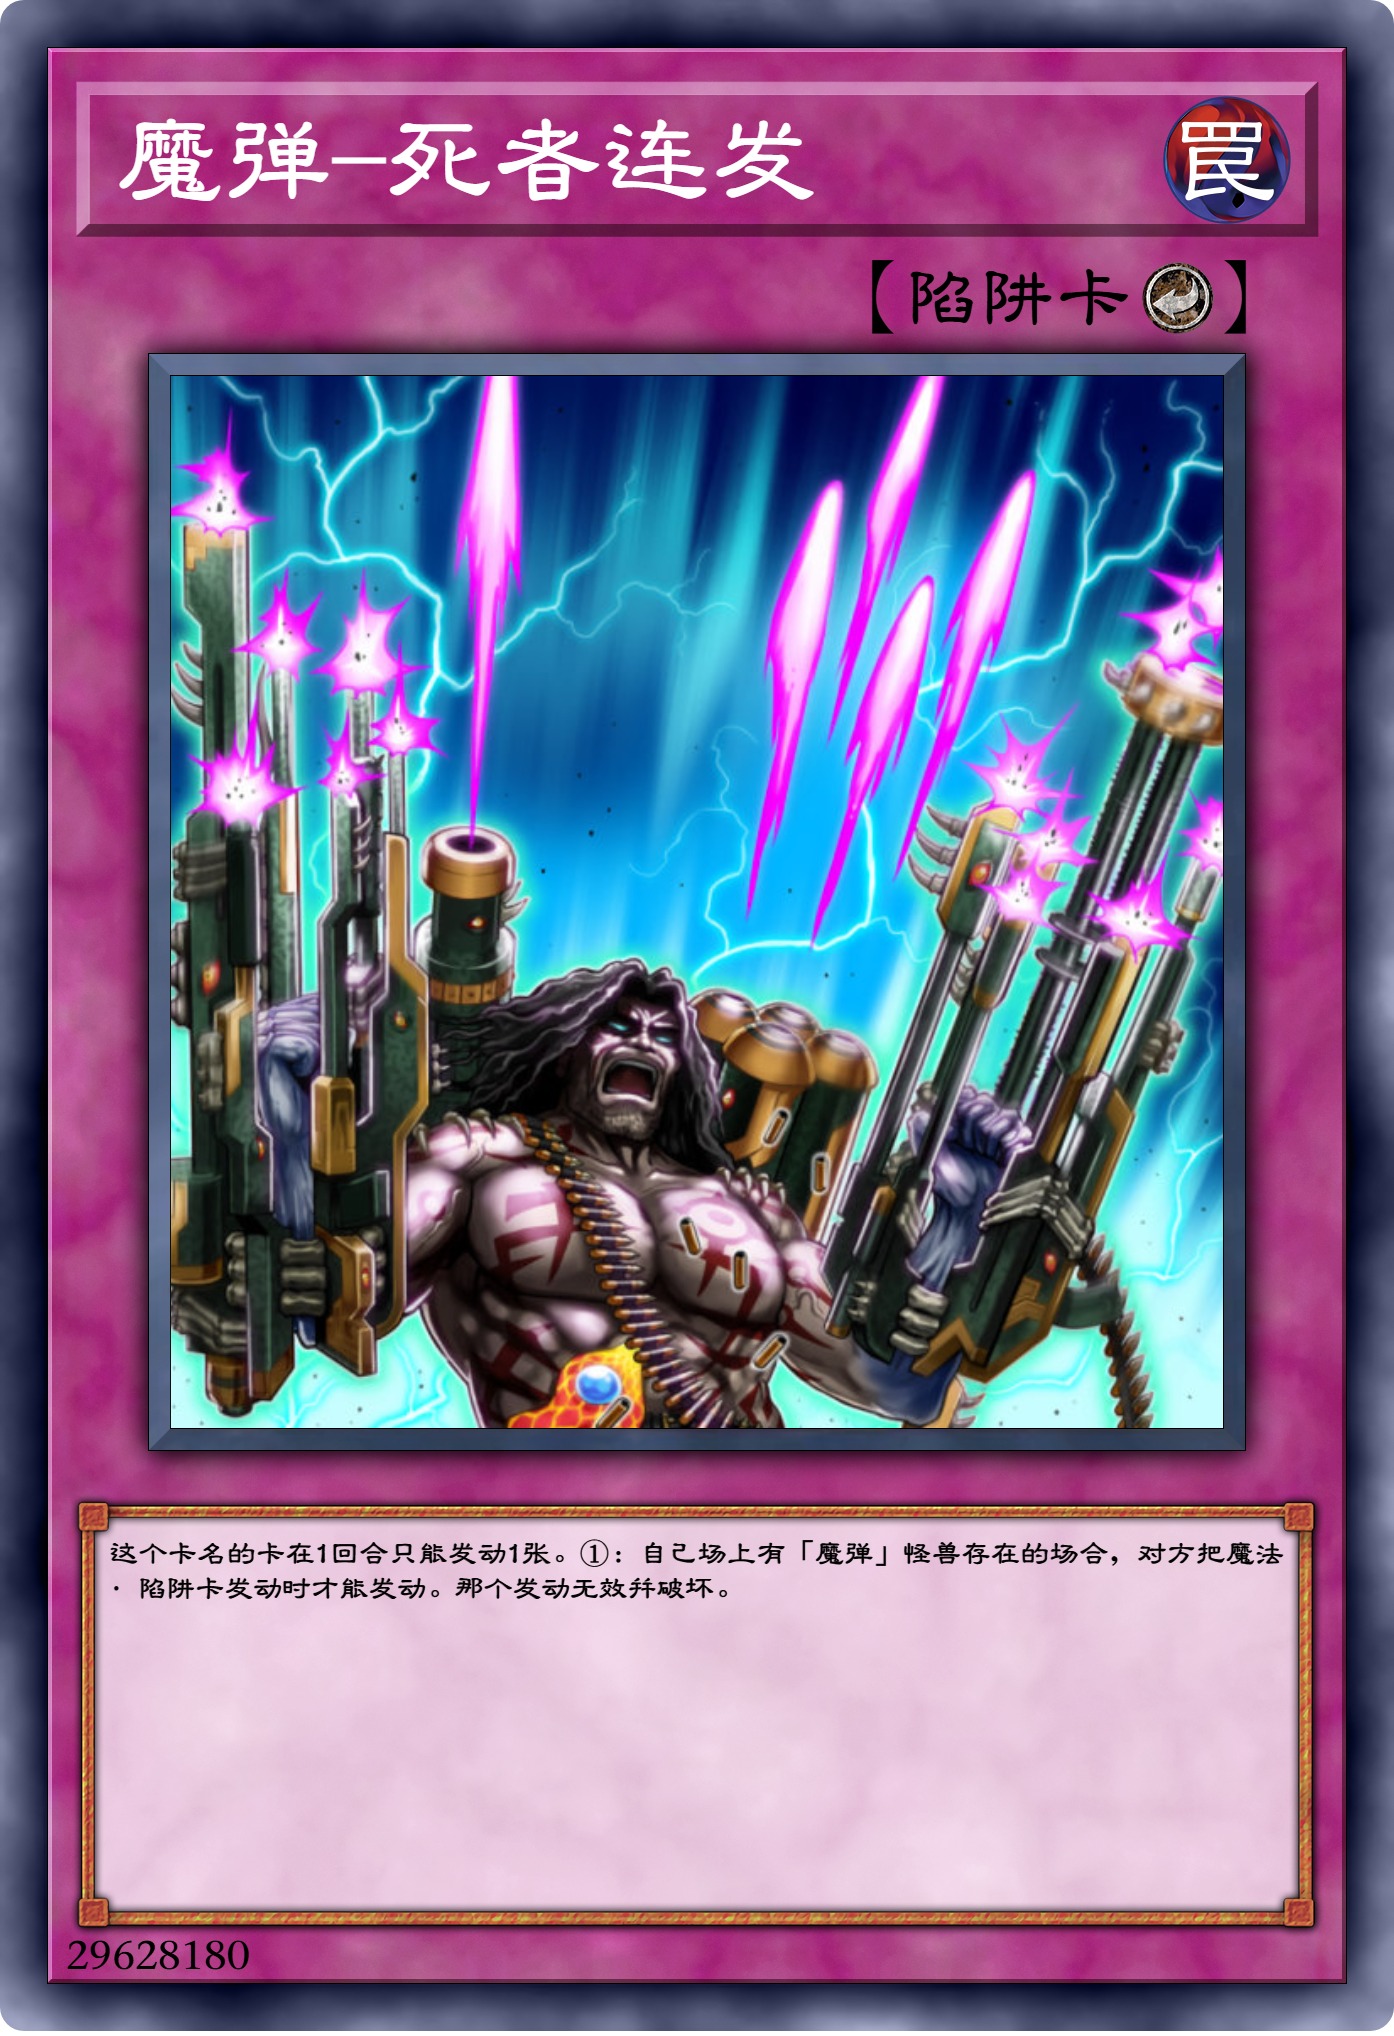 魔弹-死者连发
罠
【陷阱卡】
这个卡名的卡在1回合只能发动1张。①：自己场上有「魔弹」怪兽存在的场合，对方把魔法
·陷阱卡发动时才能发动。那个发动无效并破坏。
29628180